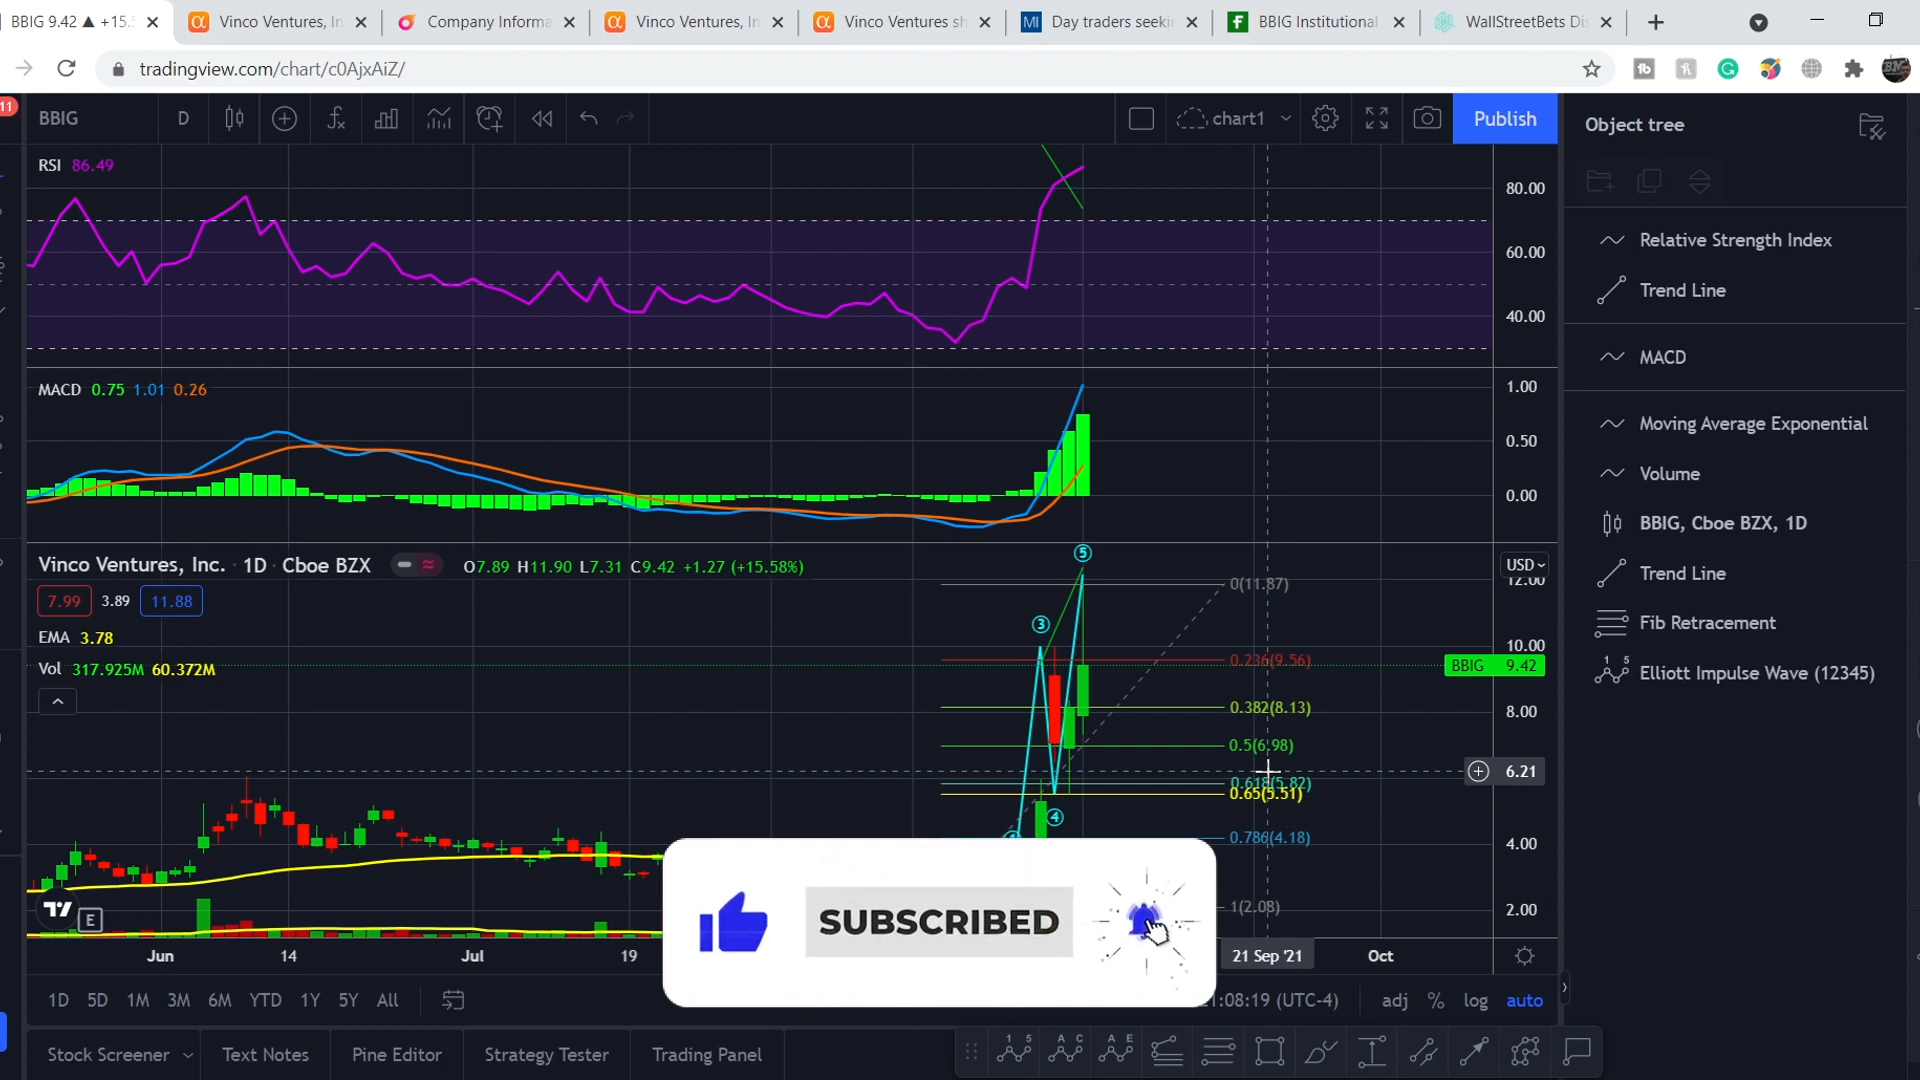 BBIG 9.42 ▲ +15.
Vinco Ventures, In
Company Informa
Vinco Ventures, In
Vinco Ventures sh
MI Day traders seekin
BBIG Institutional
WallStreetBets Dis
tradingview.com/chart/c0AjxAiZ/
11
BBIG
D
chart1
Publish
Object tree
RSI 86.49
80.00
60.00
40.00
Relative Strength Index
Trend Line
MACD
Moving Average Exponential
Volume
BBIG, Cboe BZX, 1D
Trend Line
Fib Retracement
Elliott Impulse Wave (12345)
MACD 0.75 1.01 0.26
1.00
0.50
0.00
Vinco Ventures, Inc. · 1D · Cboe BZX
O7.89 H11.90 L7.31 C9.42 +1.27 (+15.58%)
USD
12.00
7.99 3.89 11.88
EMA 3.78
Vol 317.925M 60.372M
5
3
4
0(11.87)
0.236(9.56)
0.382(8.13)
0.5(6.98)
0.618(5.82)
0.65(5.51)
0.786(4.18)
1(2.08)
10.00
BBIG 9.42
8.00
6.21
4.00
2.00
E
SUBSCRIBED
Jun
14
Jul
19
21 Sep '21
Oct
1D 5D 1M 3M 6M YTD 1Y 5Y All
:08:19 (UTC-4)
adj % log auto
Stock Screener
Text Notes
Pine Editor
Strategy Tester
Trading Panel